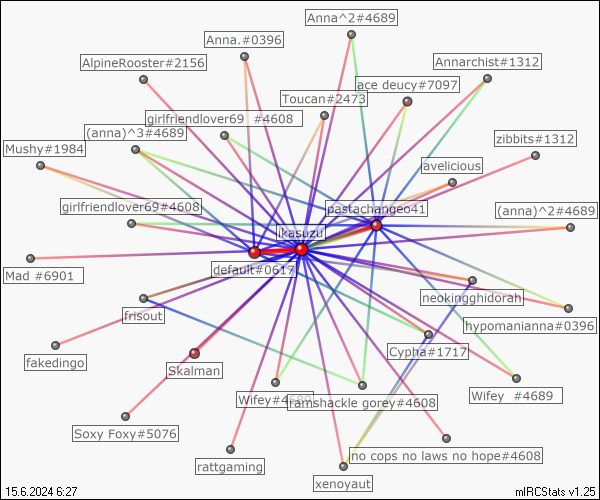 Anna^2#4689
Anna.#0396
AlpineRooster#2156
Annarchist#1312
ace deucy#7097
Toucan#2473
girlfriendlover69 #4608
(anna)^3#4689
Mushy#1984
zibbits#1312
avelicious
girlfriendlover69#4608
pastachangeo41
(anna)^2#4689
ikasuzu
default#0617
Mad #6901
neokingghidorah
frisout
hypomanianna#0396
Cypha#1717
fakedingo
Skalman
Wifey#4689
ramshackle gorey#4608
Wifey #4689
Soxy Foxy#5076
rattgaming
no cops no laws no hope#4608
xenoyaut
15.6.2024 6:27
mIRCStats v1.25